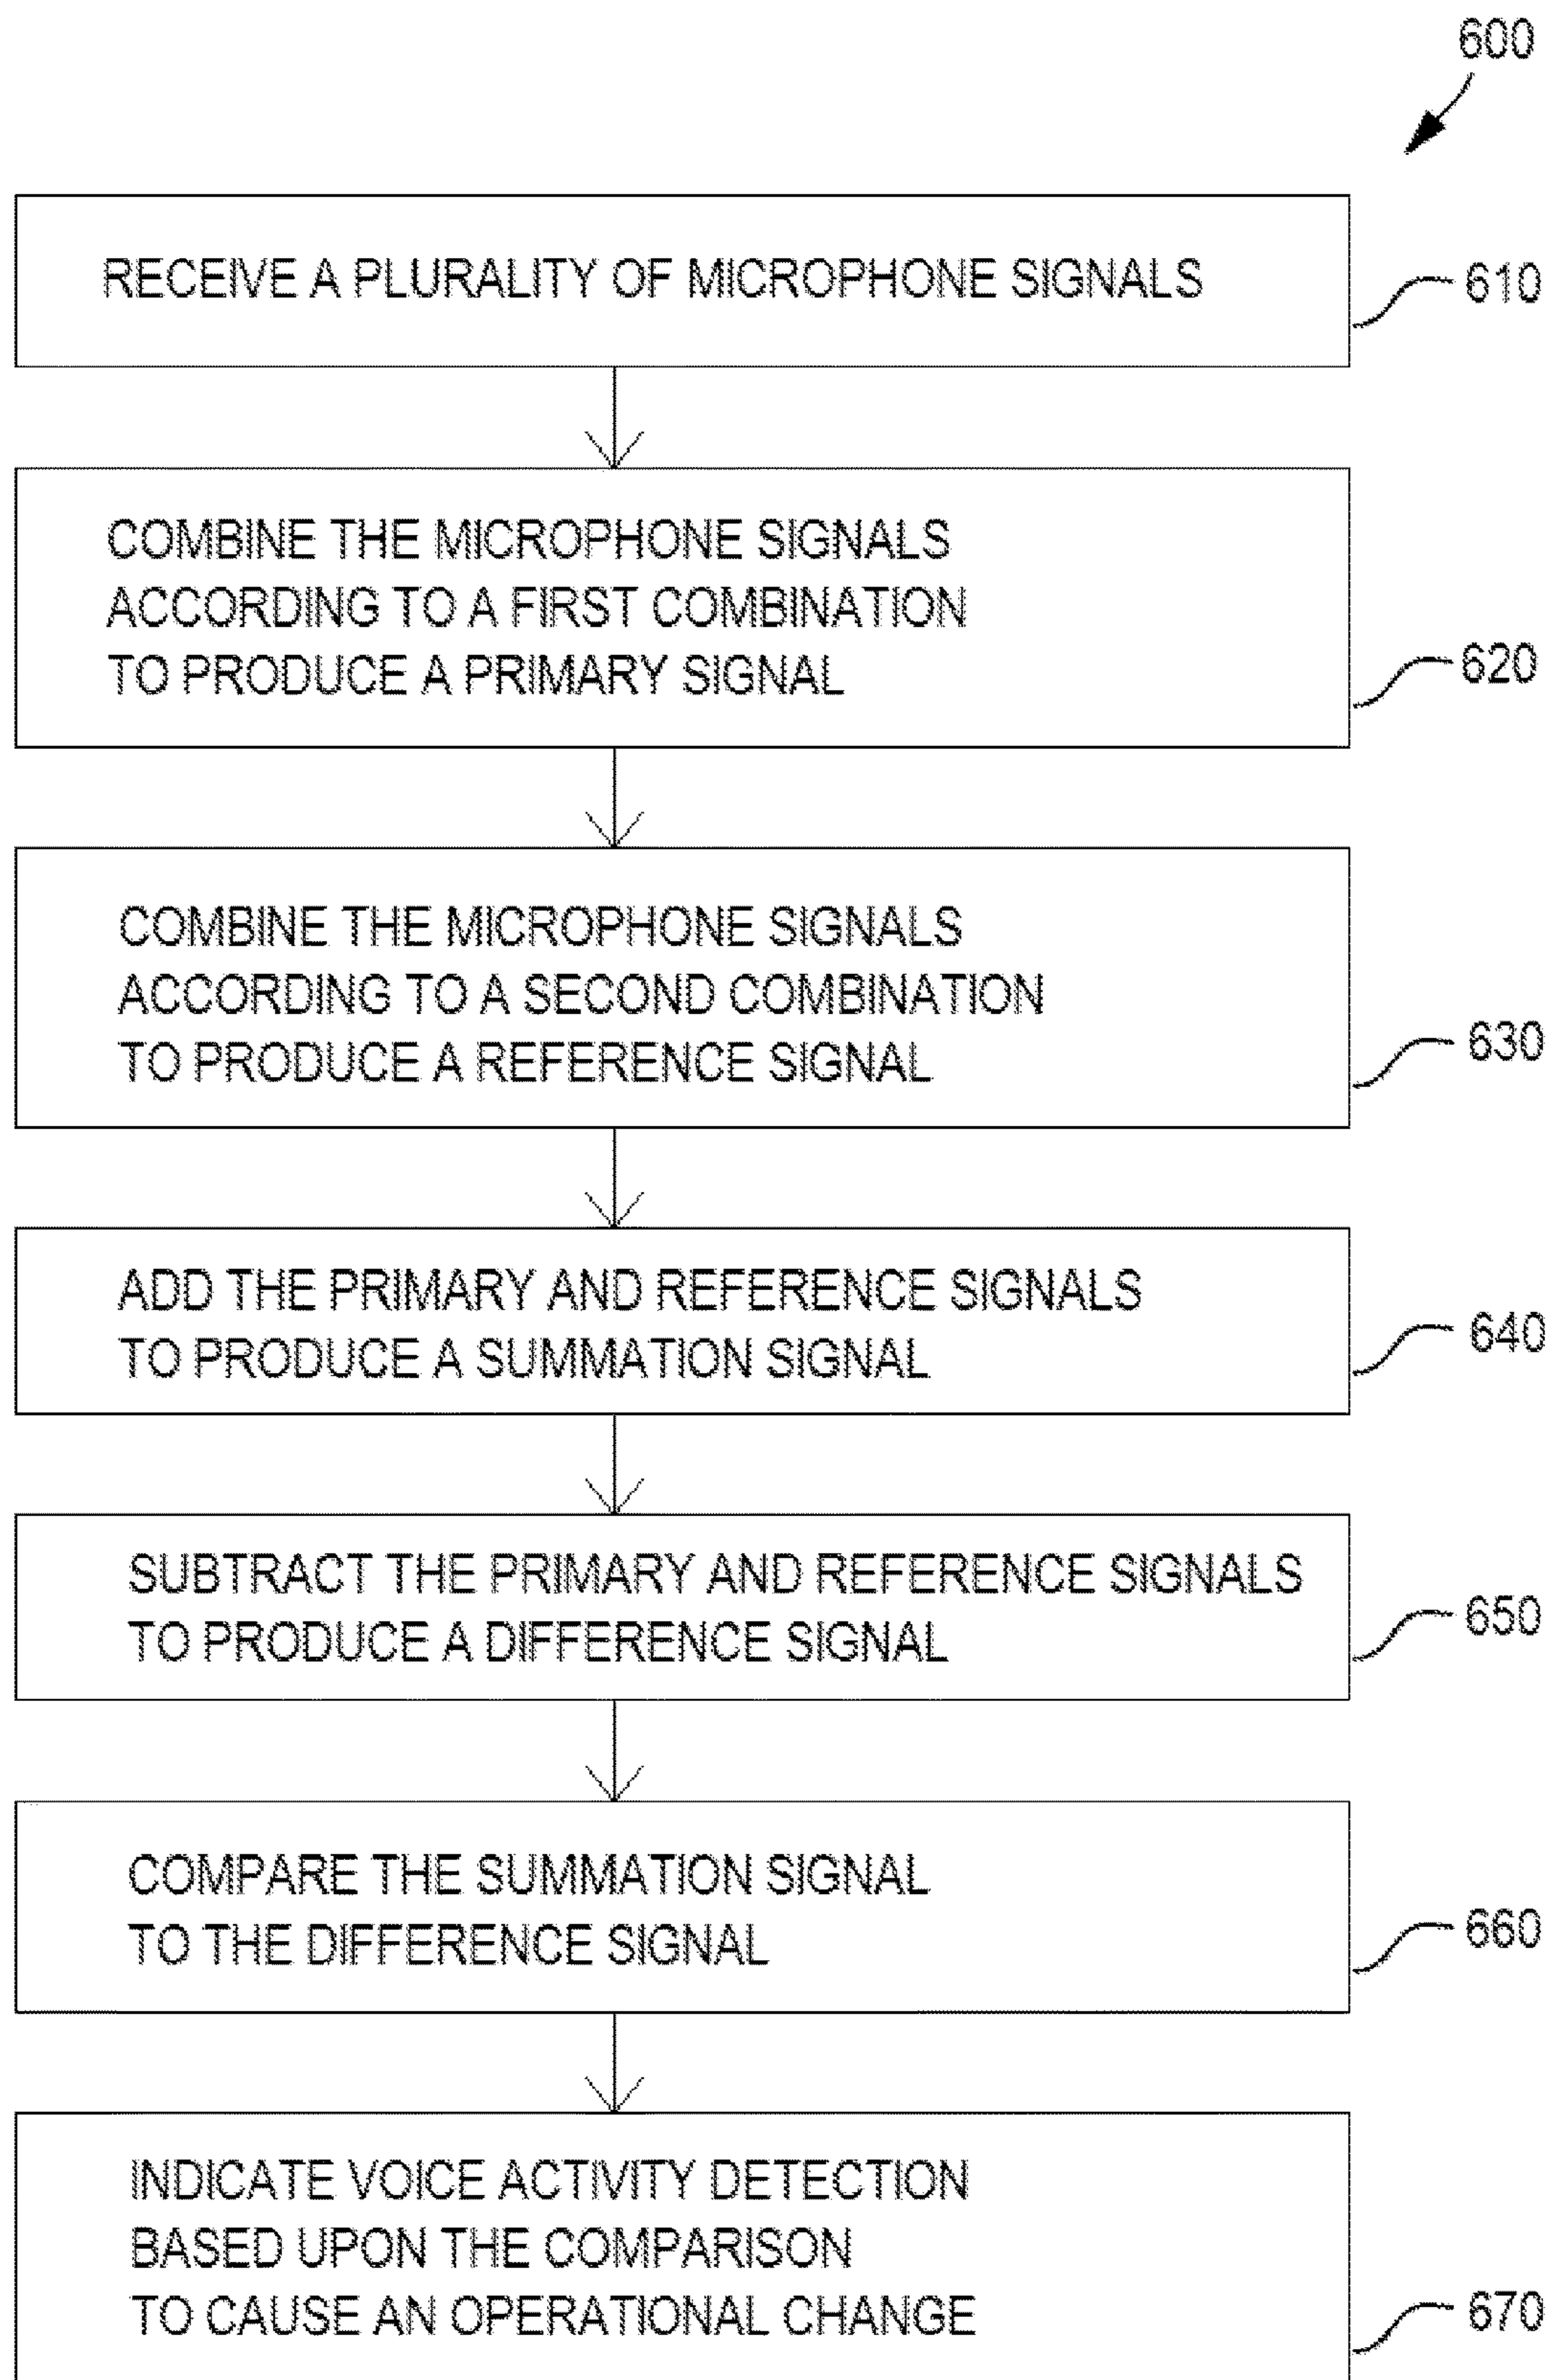 600
RECEIVE A PLURALITY OF MICROPHONE SIGNALS
610
COMBINE THE MICROPHONE SIGNALS
ACCORDING TO A FIRST COMBINATION
TO PRODUCE A PRIMARY SIGNAL
620
COMBINE THE MICROPHONE SIGNALS
ACCORDING TO A SECOND COMBINATION
TO PRODUCE A REFERENCE SIGNAL
630
ADD THE PRIMARY AND REFERENCE SIGNALS
TO PRODUCE A SUMMATION SIGNAL
640
SUBTRACT THE PRIMARY AND REFERENCE SIGNALS
TO PRODUCE A DIFFERENCE SIGNAL
650
COMPARE THE SUMMATION SIGNAL
TO THE DIFFERENCE SIGNAL
660
INDICATE VOICE ACTIVITY DETECTION
BASED UPON THE COMPARISON
TO CAUSE AN OPERATIONAL CHANGE
670